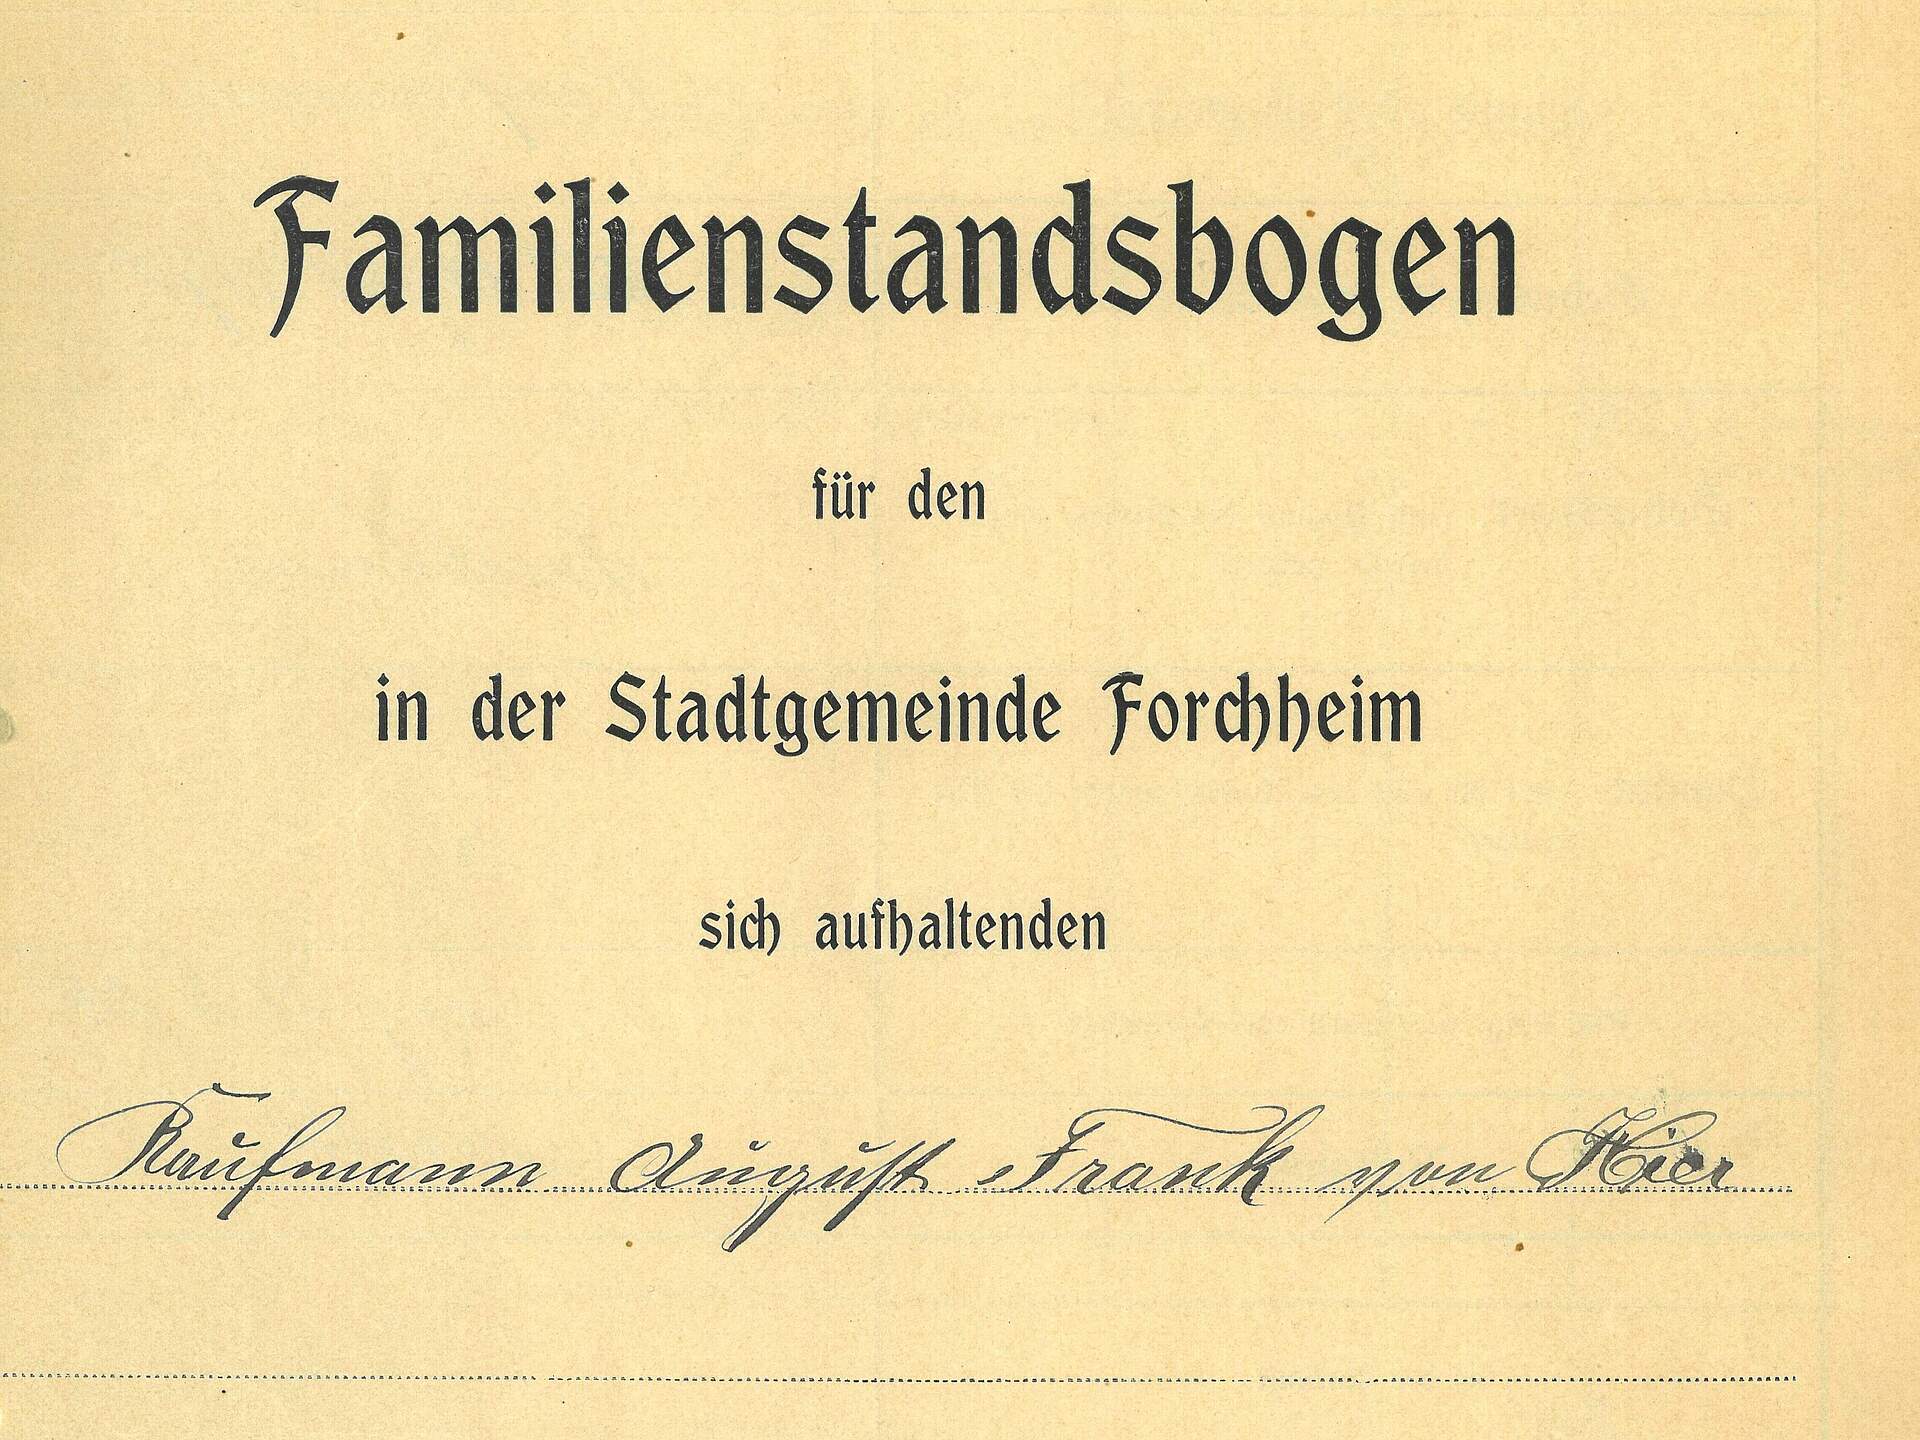 Familienstandsbogen
für den
in der Stadtgemeinde Forchheim
sich aufhaltenden
Kaufmann August Frank von Hier